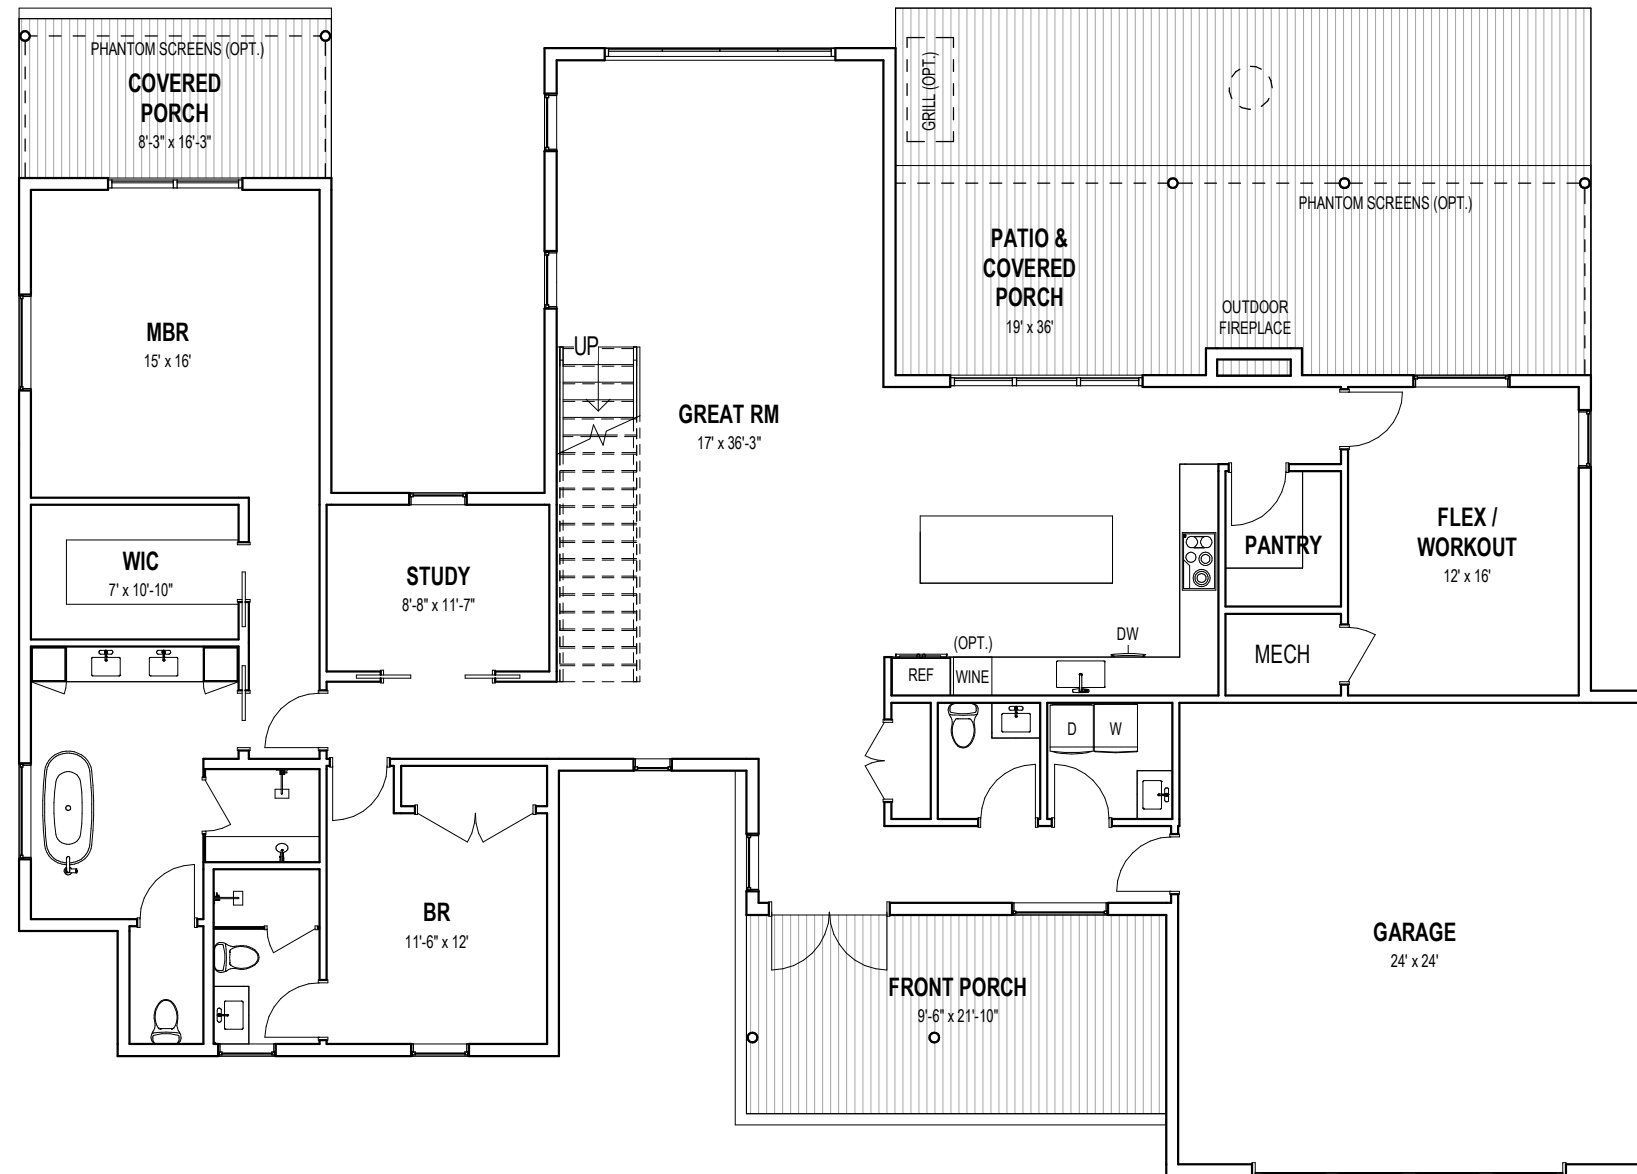 PHANTOM SCREENS (OPT.)
COVERED
PORCH
8'-3" x 16'-3"
GRILL (OPT.)
PHANTOM SCREENS (OPT.)
PATIO &
COVERED
PORCH
19' x 36'
OUTDOOR
FIREPLACE
MBR
15' x 16'
UP
GREAT RM
17' x 36'-3"
WIC
7' x 10'-10"
STUDY
8'-8" x 11'-7"
PANTRY
FLEX /
WORKOUT
12' x 16'
MECH
(OPT.)
DW
REF
WINE
D
W
BR
11'-6" x 12'
FRONT PORCH
9'-6" x 21'-10"
GARAGE
24' x 24'